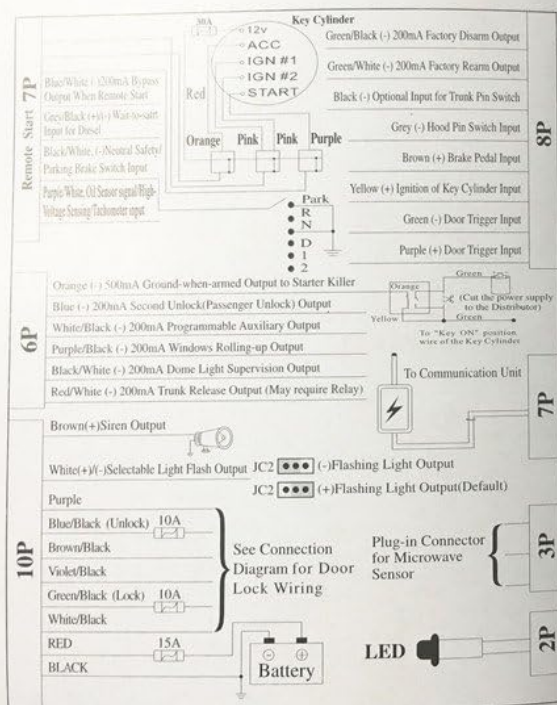 30A
Key Cylinder
12v
ACC
IGN #1
IGN #2
START
Red
Orange
Pink
Pink
Purple
Remote Start 7P
Blue/White (-)200mA Bypass
Output When Remote Start
Grey/Black (+)/(-) Wait-to-start
Input for Diesel
Black/White, (-)Neutral Safety/
Parking Brake Switch Input
Purple/White, Oil Sensor signal/High-
Voltage Sensing/Tachometer input
Park
R
N
D
1
2
Green/Black (-) 200mA Factory Disarm Output
Green/White (-) 200mA Factory Rearm Output
Black (-) Optional Input for Trunk Pin Switch
Grey (-) Hood Pin Switch Input
Brown (+) Brake Pedal Input
Yellow (+) Ignition of Key Cylinder Input
Green (-) Door Trigger Input
Purple (+) Door Trigger Input
8P
6P
Orange (-) 500mA Ground-when-armed Output to Starter Killer
Blue (-) 200mA Second Unlock(Passenger Unlock) Output
White/Black (-) 200mA Programmable Auxiliary Output
Purple/Black (-) 200mA Windows Rolling-up Output
Black/White (-) 200mA Dome Light Supervision Output
Red/White (-) 200mA Trunk Release Output (May require Relay)
Green
Orange
(Cut the power supply
to the Distributor)
Yellow
Green
To "Key ON" position
wire of the Key Cylinder
To Communication Unit
7P
10P
Brown(+)Siren Output
White(+)/(-)Selectable Light Flash Output
JC2
(-)Flashing Light Output
JC2
(+)Flashing Light Output(Default)
Purple
Blue/Black (Unlock) 10A
Brown/Black
Violet/Black
Green/Black (Lock) 10A
White/Black
RED 15A
BLACK
See Connection
Diagram for Door
Lock Wiring
Battery
Plug-in Connector
for Microwave
Sensor
3P
LED
2P